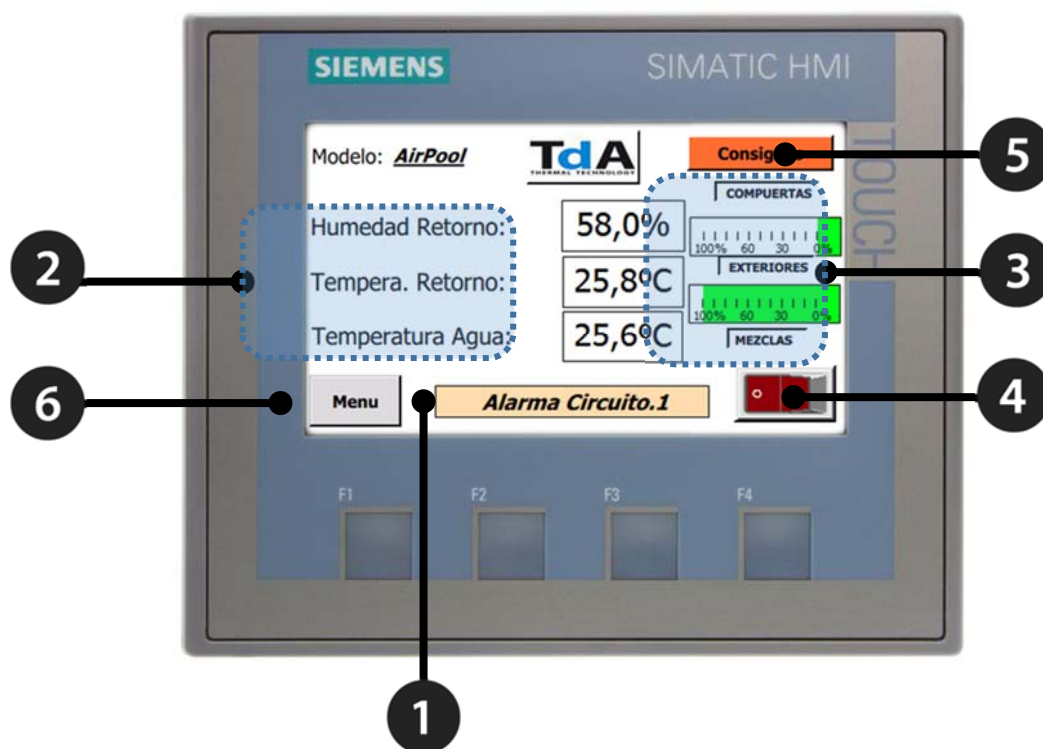 SIEMENS
SIMATIC HMI
TOUCH
Modelo: AirPool
TdA
THERMAL TECHNOLOGY
5
COMPUERTAS
Humedad Retorno: 58,0%
100% 60 30 0%
2
EXTERIORES
3
Tempera. Retorno: 25,8ºC
100% 60 30 0%
Temperatura Agua: 25,6ºC
MEZCLAS
6
Menu
Alarma Circuito.1
4
F1 F2 F3 F4
1